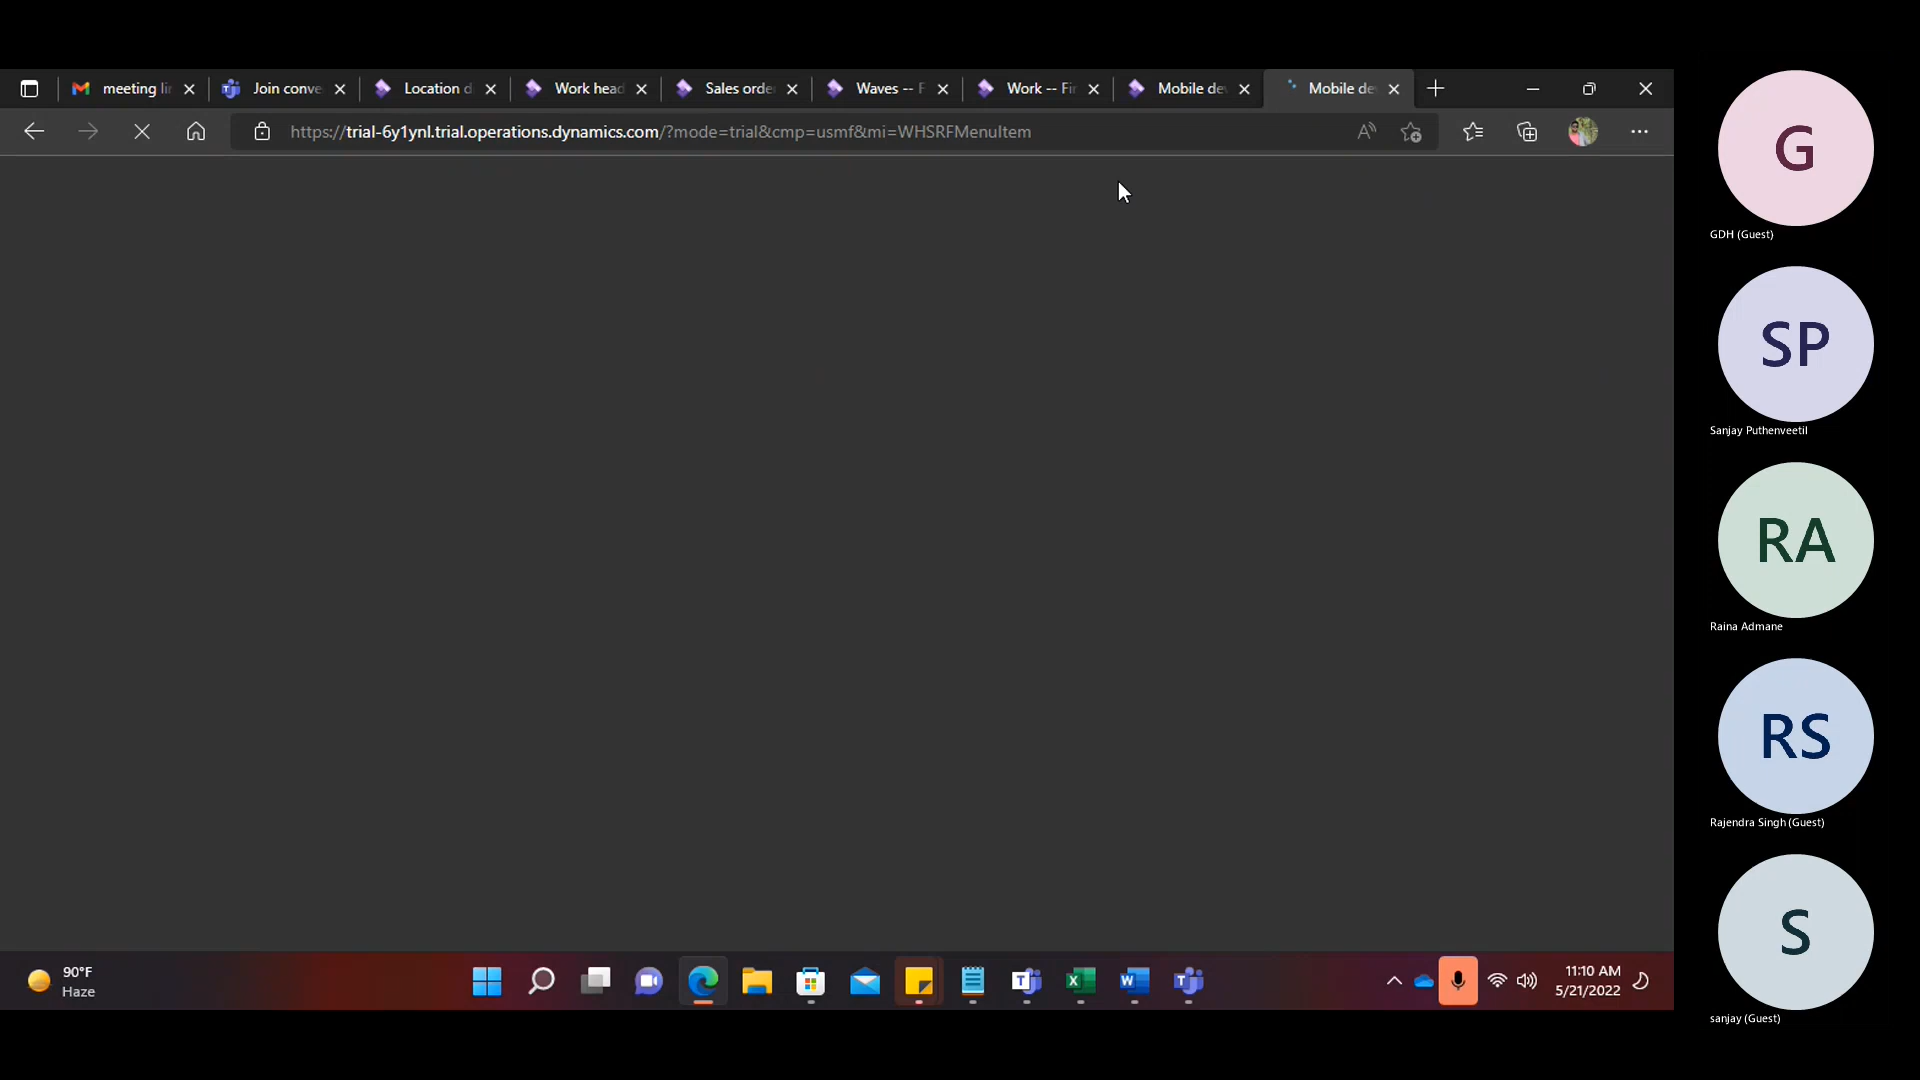 meeting li
Join conve
Location d
Work head
Sales orde
Waves -- F
Work -- Fi
Mobile de
Mobile de
https://trial-6y1ynl.trial.operations.dynamics.com/?mode=trial&cmp=usmf&mi=WHSRFMenuItem
G
GDH (Guest)
SP
Sanjay Puthenveetil
RA
Raina Admane
RS
Rajendra Singh (Guest)
S
sanjay (Guest)
90°F
Haze
11:10 AM
5/21/2022